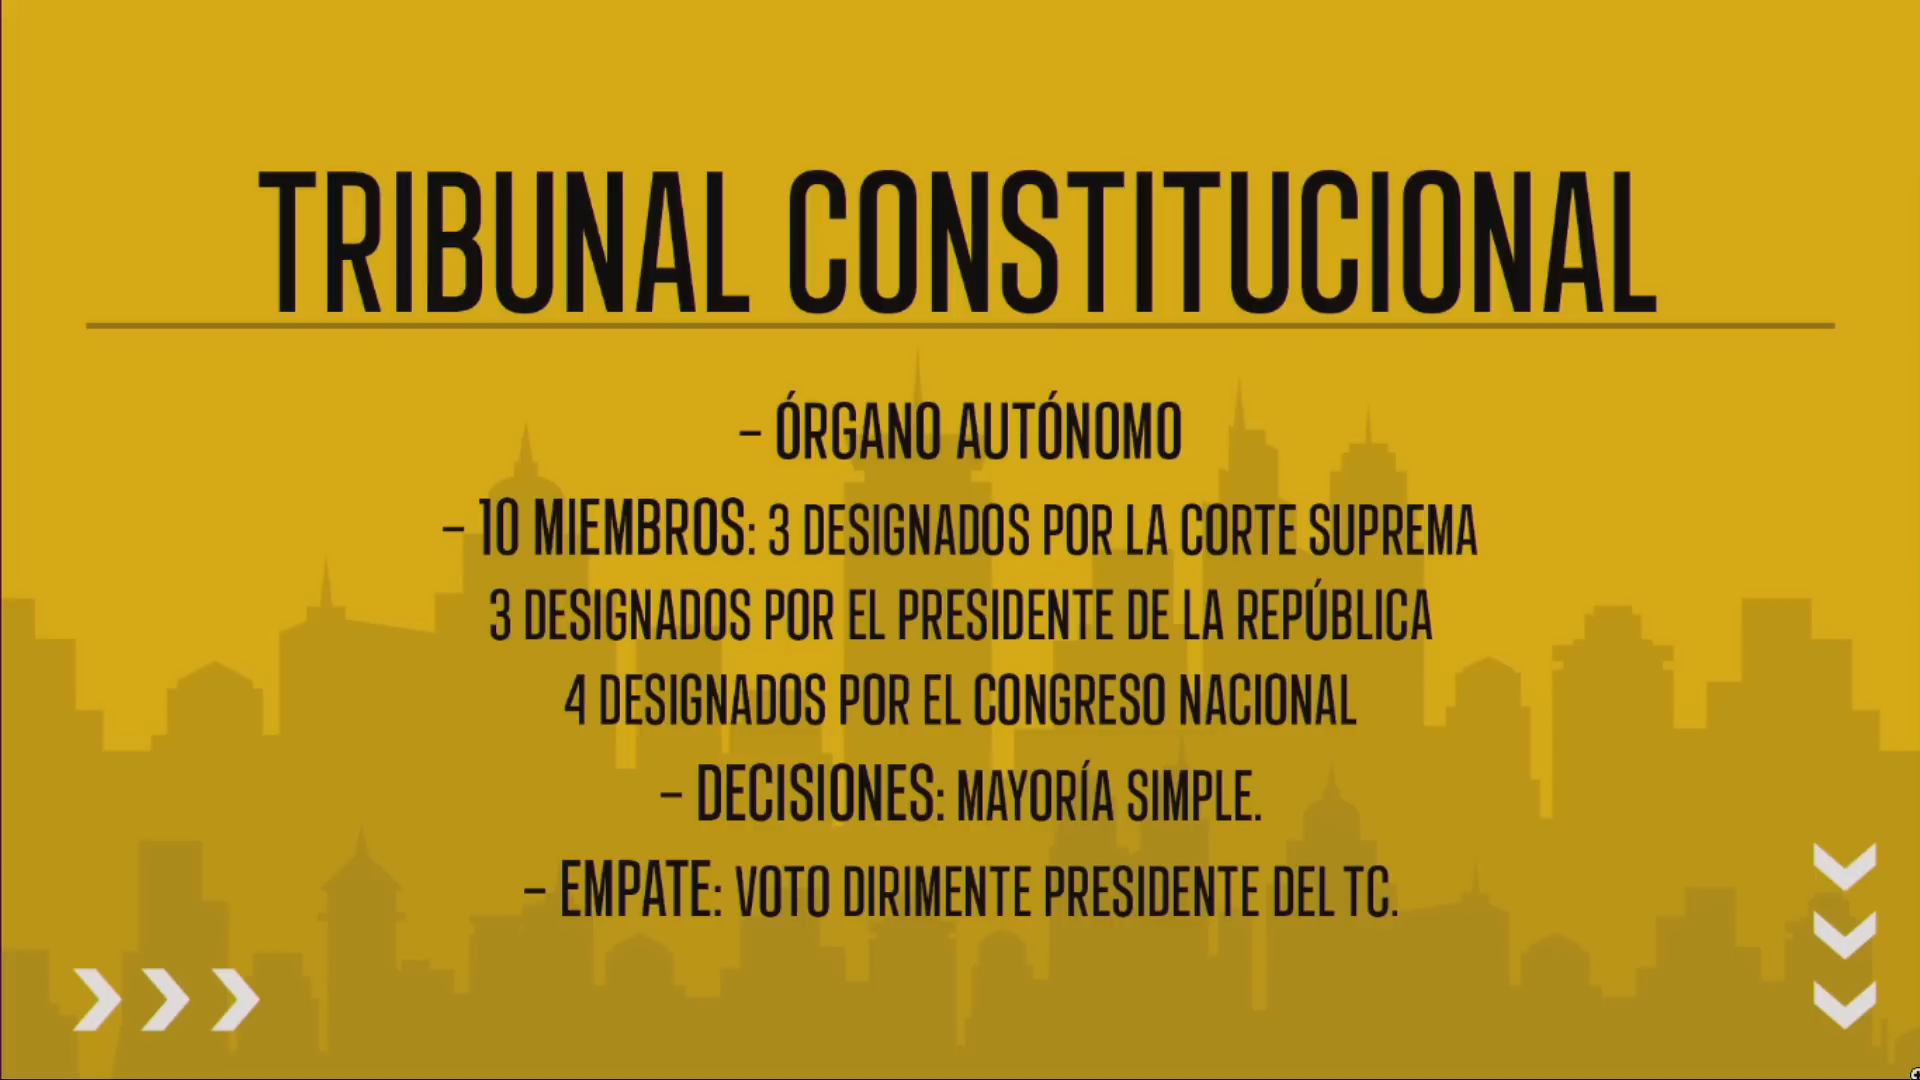 TRIBUNAL CONSTITUCIONAL
– ÓRGANO AUTÓNOMO
– 10 MIEMBROS: 3 DESIGNADOS POR LA CORTE SUPREMA
3 DESIGNADOS POR EL PRESIDENTE DE LA REPÚBLICA
4 DESIGNADOS POR EL CONGRESO NACIONAL
– DECISIONES: MAYORÍA SIMPLE.
– EMPATE: VOTO DIRIMENTE PRESIDENTE DEL TC.